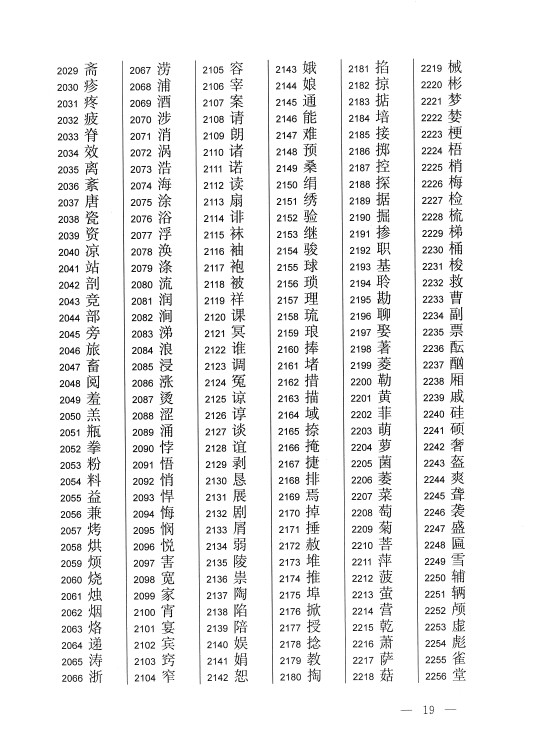 2029 斋
2030 疹
2031 疼
2032 疲
2033 脊
2034 效
2035 离
2036 紊
2037 唐
2038 瓷
2039 资
2040 凉
2041 站
2042 剖
2043 竞
2044 部
2045 旁
2046 旅
2047 畜
2048 阅
2049 羞
2050 羔
2051 瓶
2052 拳
2053 粉
2054 料
2055 益
2056 兼
2057 烤
2058 烘
2059 烦
2060 烧
2061 烛
2062 烟
2063 烙
2064 递
2065 涛
2066 浙
2067 涝
2068 浦
2069 酒
2070 涉
2071 消
2072 涡
2073 浩
2074 海
2075 涂
2076 浴
2077 浮
2078 涣
2079 涤
2080 流
2081 润
2082 涧
2083 涕
2084 浪
2085 浸
2086 涨
2087 烫
2088 涩
2089 涌
2090 悖
2091 悟
2092 悄
2093 悍
2094 悔
2095 悯
2096 悦
2097 害
2098 宽
2099 家
2100 宵
2101 宴
2102 宾
2103 窍
2104 窄
2105 容
2106 宰
2107 案
2108 请
2109 朗
2110 诸
2111 诺
2112 读
2113 扇
2114 诽
2115 袜
2116 袖
2117 袍
2118 被
2119 祥
2120 课
2121 冥
2122 谁
2123 调
2124 冤
2125 谅
2126 谆
2127 谈
2128 谊
2129 剥
2130 恳
2131 展
2132 剧
2133 屑
2134 弱
2135 陵
2136 祟
2137 陶
2138 陷
2139 陪
2140 娱
2141 娟
2142 恕
2143 娥
2144 娘
2145 通
2146 能
2147 难
2148 预
2149 桑
2150 绢
2151 绣
2152 验
2153 继
2154 骏
2155 球
2156 琐
2157 理
2158 琉
2159 琅
2160 捧
2161 堵
2162 措
2163 描
2164 域
2165 捺
2166 掩
2167 捷
2168 排
2169 焉
2170 掉
2171 捶
2172 赦
2173 堆
2174 推
2175 埠
2176 掀
2177 授
2178 捻
2179 教
2180 掏
2181 掐
2182 掠
2183 掂
2184 培
2185 接
2186 掷
2187 控
2188 探
2189 据
2190 掘
2191 掺
2192 职
2193 基
2194 聆
2195 勘
2196 聊
2197 娶
2198 著
2199 菱
2200 勒
2201 黄
2202 菲
2203 萌
2204 萝
2205 菌
2206 萎
2207 菜
2208 萄
2209 菊
2210 菩
2211 萍
2212 菠
2213 萤
2214 营
2215 乾
2216 萧
2217 萨
2218 菇
2219 械
2220 彬
2221 梦
2222 婪
2223 梗
2224 梧
2225 梢
2226 梅
2227 检
2228 梳
2229 梯
2230 桶
2231 梭
2232 救
2233 曹
2234 副
2235 票
2236 酝
2237 酗
2238 厢
2239 戚
2240 硅
2241 硕
2242 奢
2243 盔
2244 爽
2245 聋
2246 袭
2247 盛
2248 匾
2249 雪
2250 辅
2251 辆
2252 颅
2253 虚
2254 彪
2255 雀
2256 堂
— 19 —